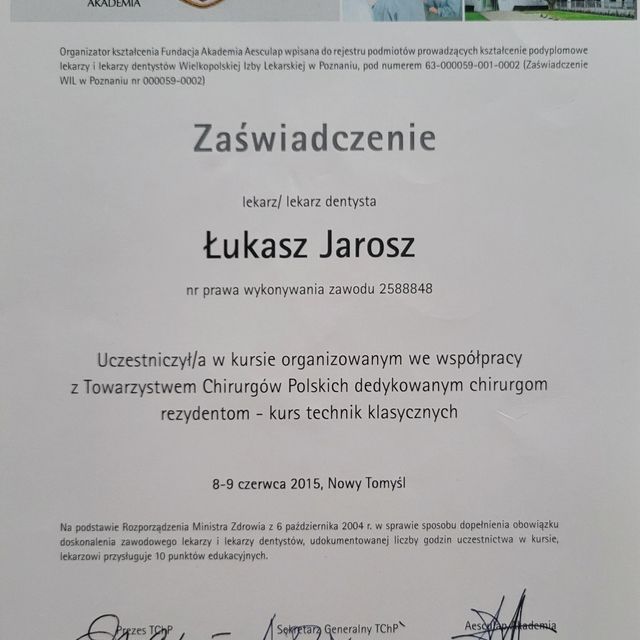 AKADEMIA
Organizator kształcenia Fundacja Akademia Aesculap wpisana do rejestru podmiotów prowadzących kształcenie podyplomowe
lekarzy i lekarzy dentystów Wielkopolskiej Izby Lekarskiej w Poznaniu, pod numerem 63-000059-001-0002 (Zaświadczenie
WIL w Poznaniu nr 000059-0002)
Zaświadczenie
lekarz/ lekarz dentysta
Łukasz Jarosz
nr prawa wykonywania zawodu 2588848
Uczestniczył/a w kursie organizowanym we współpracy
z Towarzystwem Chirurgów Polskich dedykowanym chirurgom
rezydentom - kurs technik klasycznych
8-9 czerwca 2015, Nowy Tomyśl
Na podstawie Rozporządzenia Ministra Zdrowia z 6 października 2004 r. w sprawie sposobu dopełnienia obowiązku
doskonalenia zawodowego lekarzy i lekarzy dentystów, udokumentowanej liczby godzin uczestnictwa w kursie,
lekarzowi przysługuje 10 punktów edukacyjnych.
Prezes TChP Sekretarz Generalny TChP Aesculap Akademia